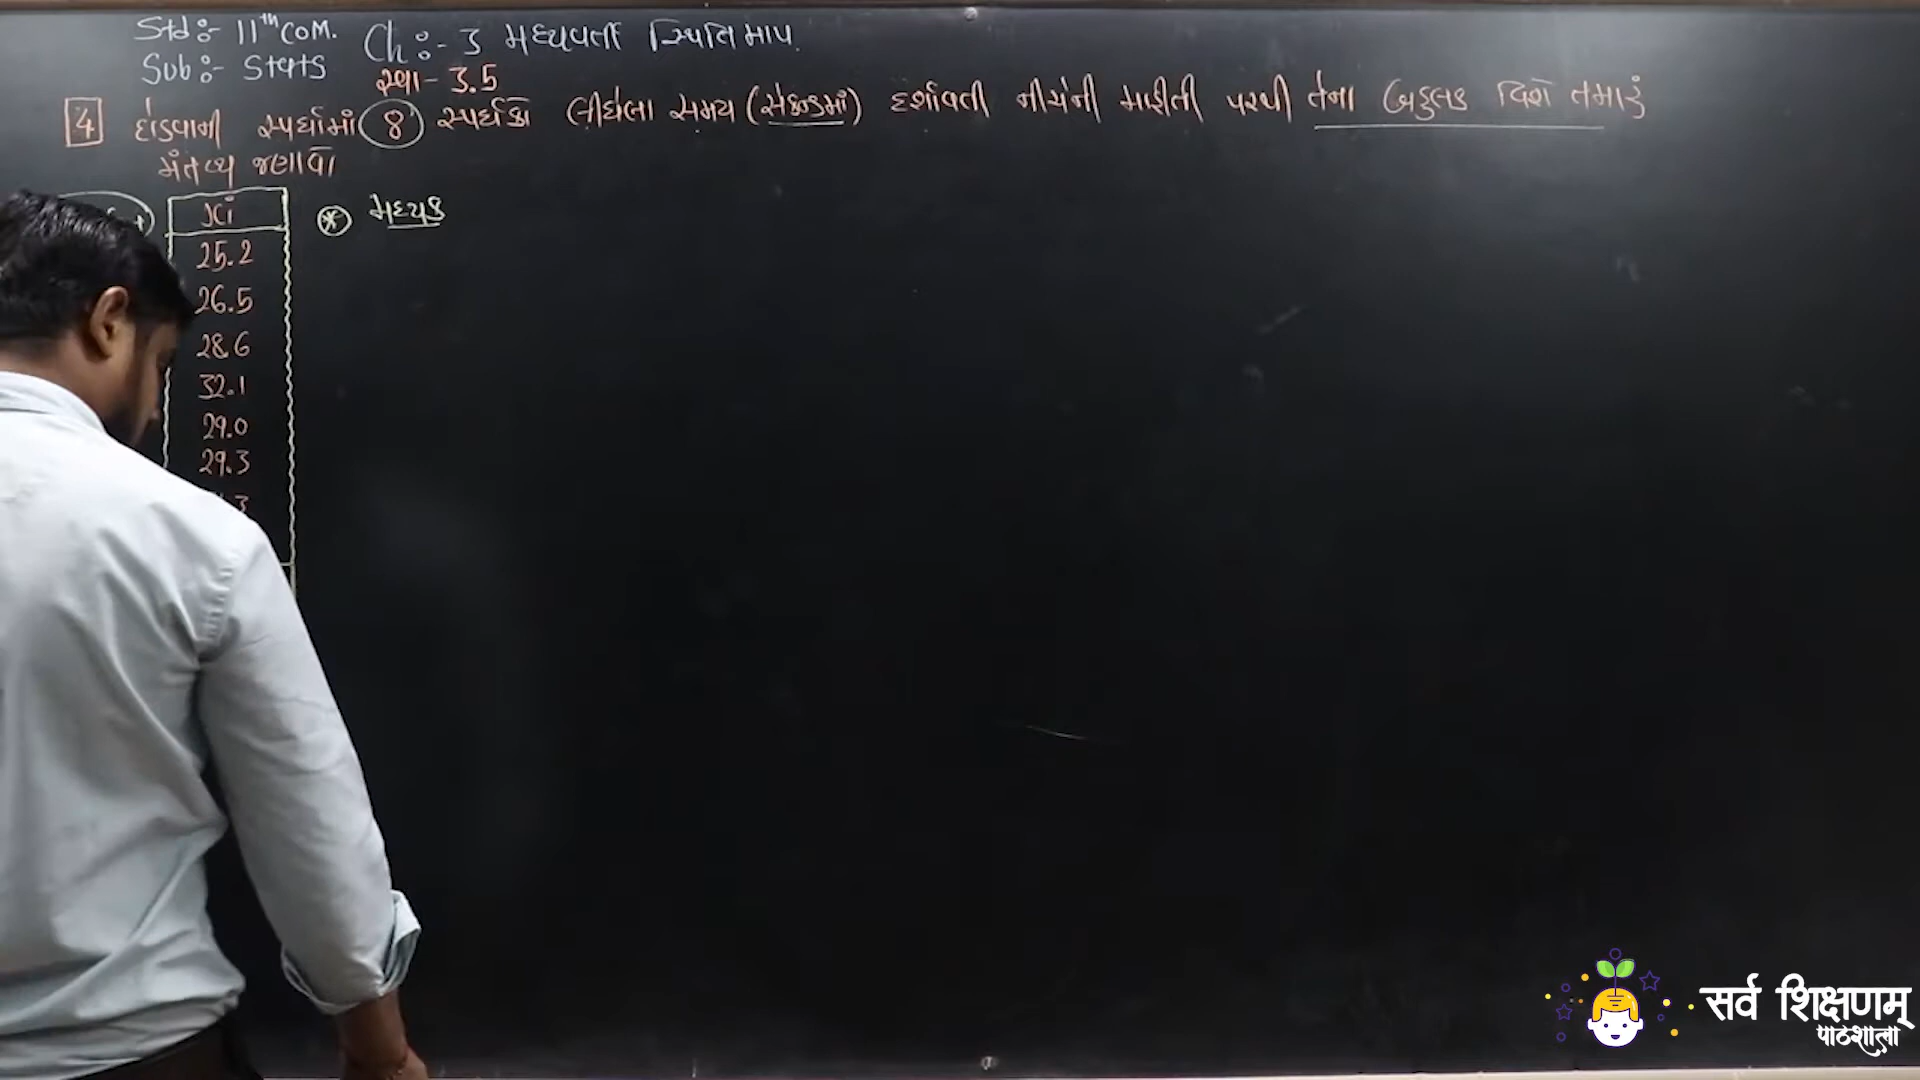 Std :- 11th COM.
Sub :- Stats
Ch :- 3 મધ્યવર્તી સ્થિતિમાપ.
સ્વા - 3.5
4 દોડવાની સ્પર્ધામાં 8 સ્પર્ધકો લીધેલા સમય (સેકન્ડમાં) દર્શાવતી નીચેની માહીતી પરથી તેના બહુલક વિશે તમારૂં
મંતવ્ય જણાવો
xi
25.2
26.5
28.6
32.1
29.0
29.3
* મધ્યક
सर्व शिक्षणम्
પાઠશાળા